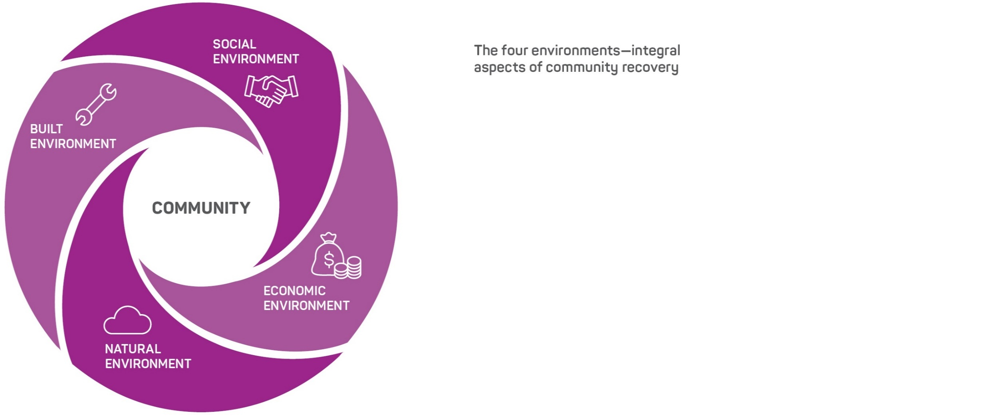 SOCIAL
ENVIRONMENT
BUILT
ENVIRONMENT
COMMUNITY
$
ECONOMIC
ENVIRONMENT
NATURAL
ENVIRONMENT
The four environments—integral
aspects of community recovery